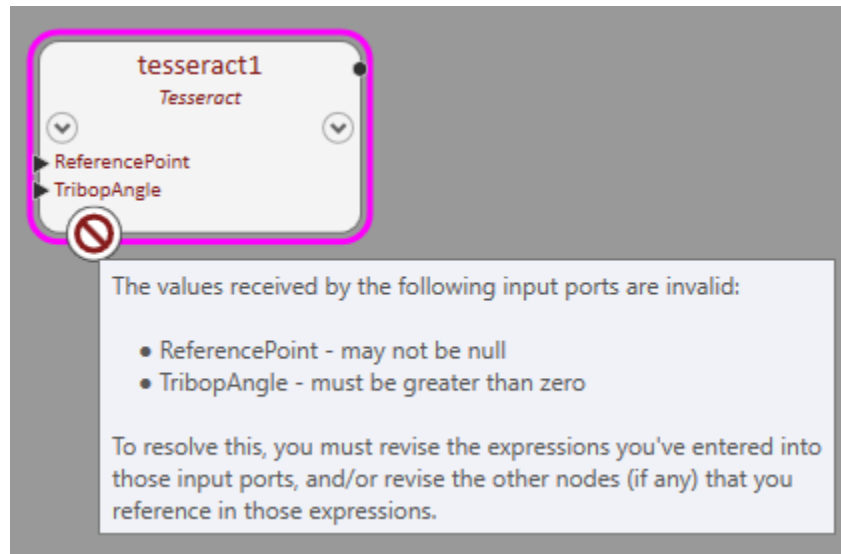 tesseract1
Tesseract
ReferencePoint
TribopAngle
The values received by the following input ports are invalid:
● ReferencePoint - may not be null
● TribopAngle - must be greater than zero
To resolve this, you must revise the expressions you've entered into
those input ports, and/or revise the other nodes (if any) that you
reference in those expressions.